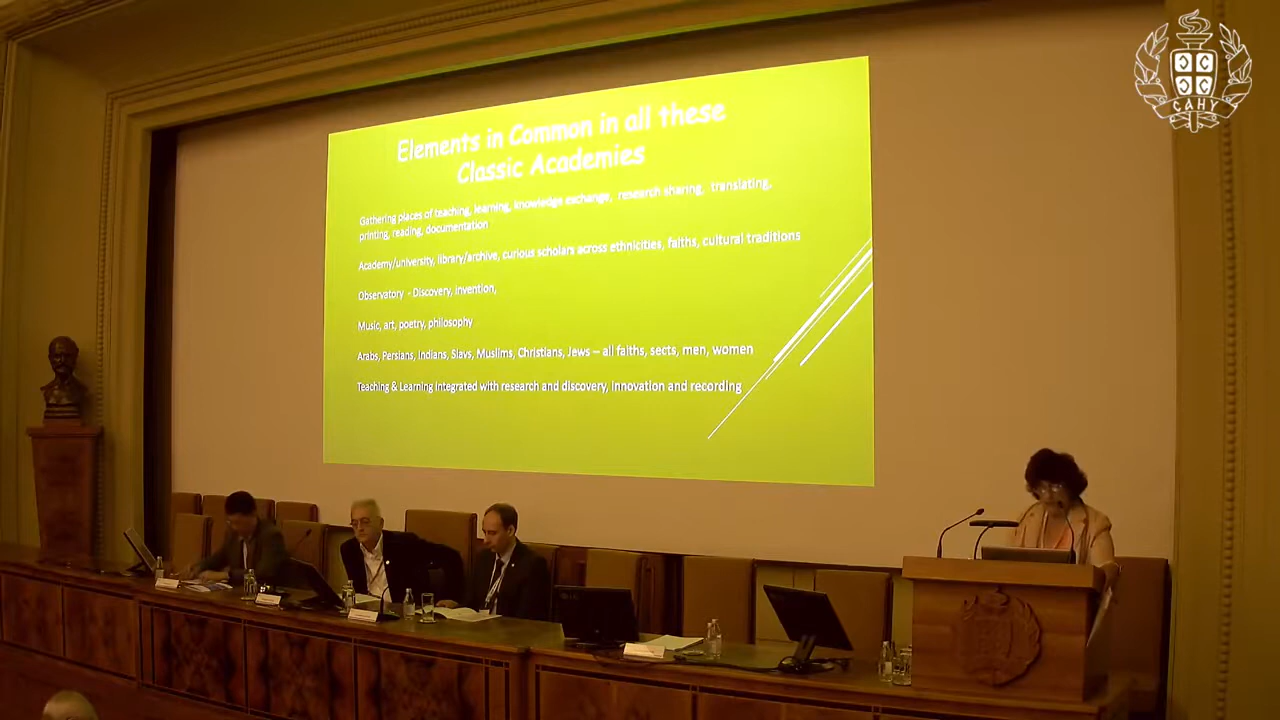 Elements in Common in all these
Classic Academies
Gathering places of teaching, learning, knowledge exchange, research sharing, translating,
printing, reading, documentation
Academy/university, library/archive, curious scholars across ethnicities, faiths, cultural traditions
Observatory - Discovery, invention,
Music, art, poetry, philosophy
Arabs, Persians, Indians, Slavs, Muslims, Christians, Jews – all faiths, sects, men, women
Teaching & Learning integrated with research and discovery, innovation and recording
САНУ